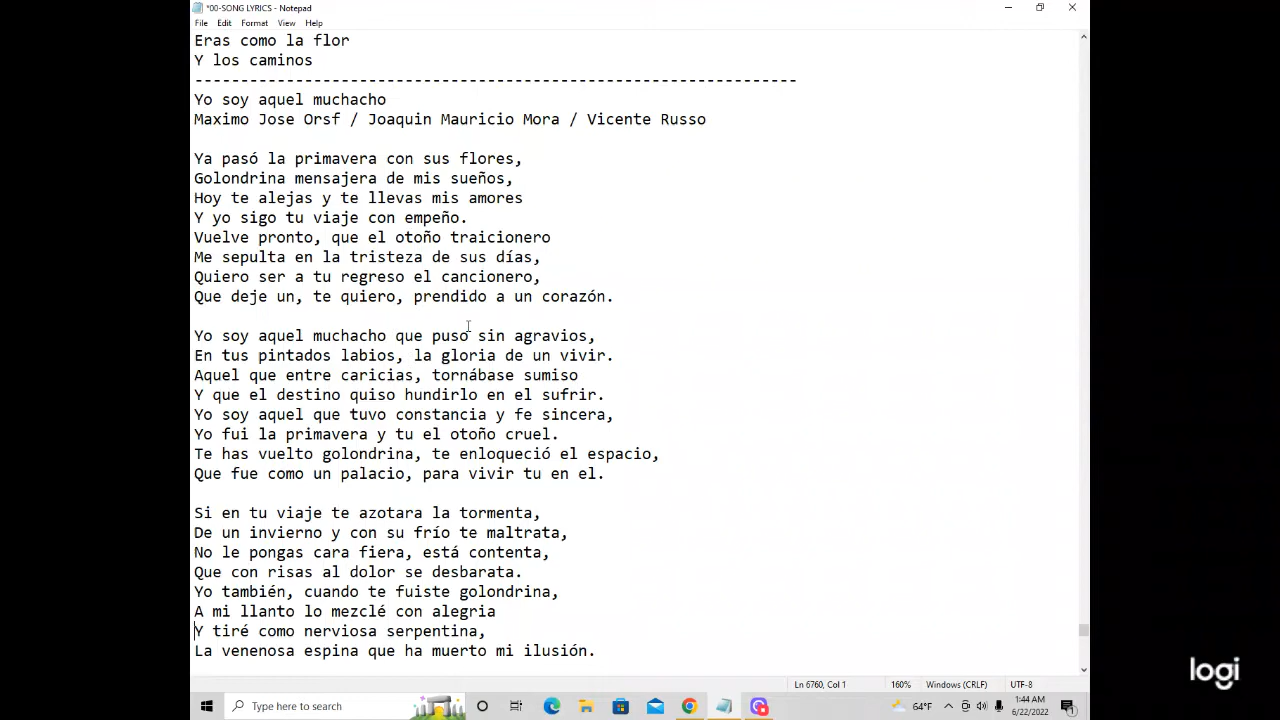 *00-SONG LYRICS - Notepad
File Edit Format View Help
Eras como la flor
Y los caminos
------------------------------------------------------------------
Yo soy aquel muchacho
Maximo Jose Orsf / Joaquin Mauricio Mora / Vicente Russo
Ya pasó la primavera con sus flores,
Golondrina mensajera de mis sueños,
Hoy te alejas y te llevas mis amores
Y yo sigo tu viaje con empeño.
Vuelve pronto, que el otoño traicionero
Me sepulta en la tristeza de sus días,
Quiero ser a tu regreso el cancionero,
Que deje un, te quiero, prendido a un corazón.
Yo soy aquel muchacho que puso sin agravios,
En tus pintados labios, la gloria de un vivir.
Aquel que entre caricias, tornábase sumiso
Y que el destino quiso hundirlo en el sufrir.
Yo soy aquel que tuvo constancia y fe sincera,
Yo fui la primavera y tu el otoño cruel.
Te has vuelto golondrina, te enloqueció el espacio,
Que fue como un palacio, para vivir tu en el.
Si en tu viaje te azotara la tormenta,
De un invierno y con su frío te maltrata,
No le pongas cara fiera, está contenta,
Que con risas al dolor se desbarata.
Yo también, cuando te fuiste golondrina,
A mi llanto lo mezclé con alegria
Y tiré como nerviosa serpentina,
La venenosa espina que ha muerto mi ilusión.
Ln 6760, Col 1 160% Windows (CRLF) UTF-8
Type here to search 64°F 1:44 AM
6/22/2022
1
logi